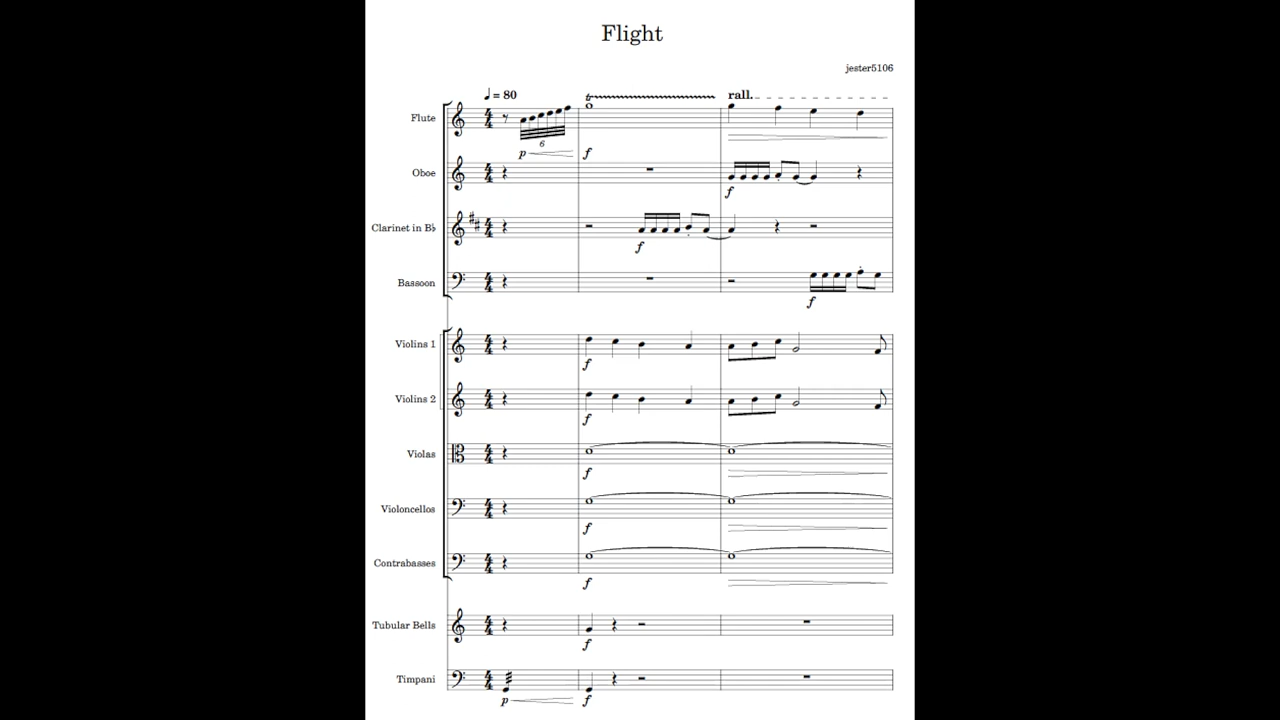 Flight
jester5106
♩ = 80
rall.
Flute
6
p
f
Oboe
f
Clarinet in B♭
f
Bassoon
f
Violins 1
f
Violins 2
f
Violas
f
Violoncellos
f
Contrabasses
f
Tubular Bells
f
Timpani
p
f